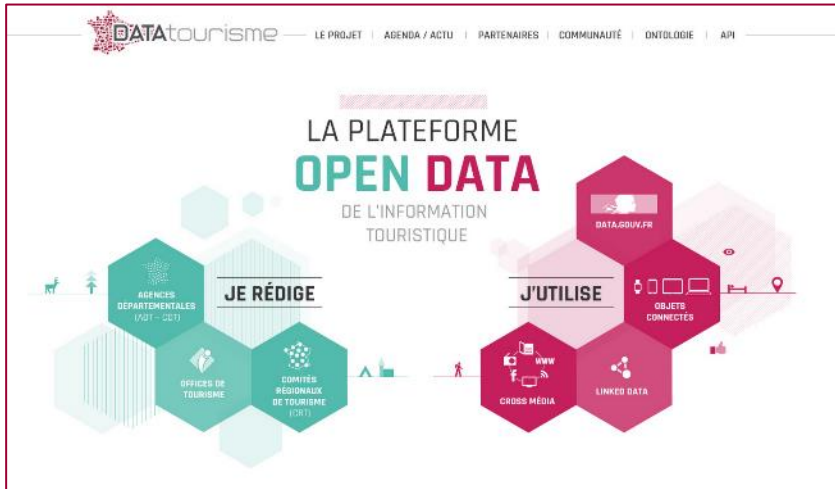 DATAtourisme
LE PROJET | AGENDA / ACTU | PARTENAIRES | COMMUNAUTÉ | ONTOLOGIE | API
LA PLATEFORME
OPEN DATA
DE L'INFORMATION
TOURISTIQUE
JE RÉDIGE
AGENCES
DÉPARTEMENTALES
(ADT - CDT)
OFFICES DE
TOURISME
COMITÉS
RÉGIONAUX
DE TOURISME
(CRT)
J'UTILISE
DATA.GOUV.FR
OBJETS
CONNECTÉS
WWW
CROSS MÉDIA
LINKED DATA